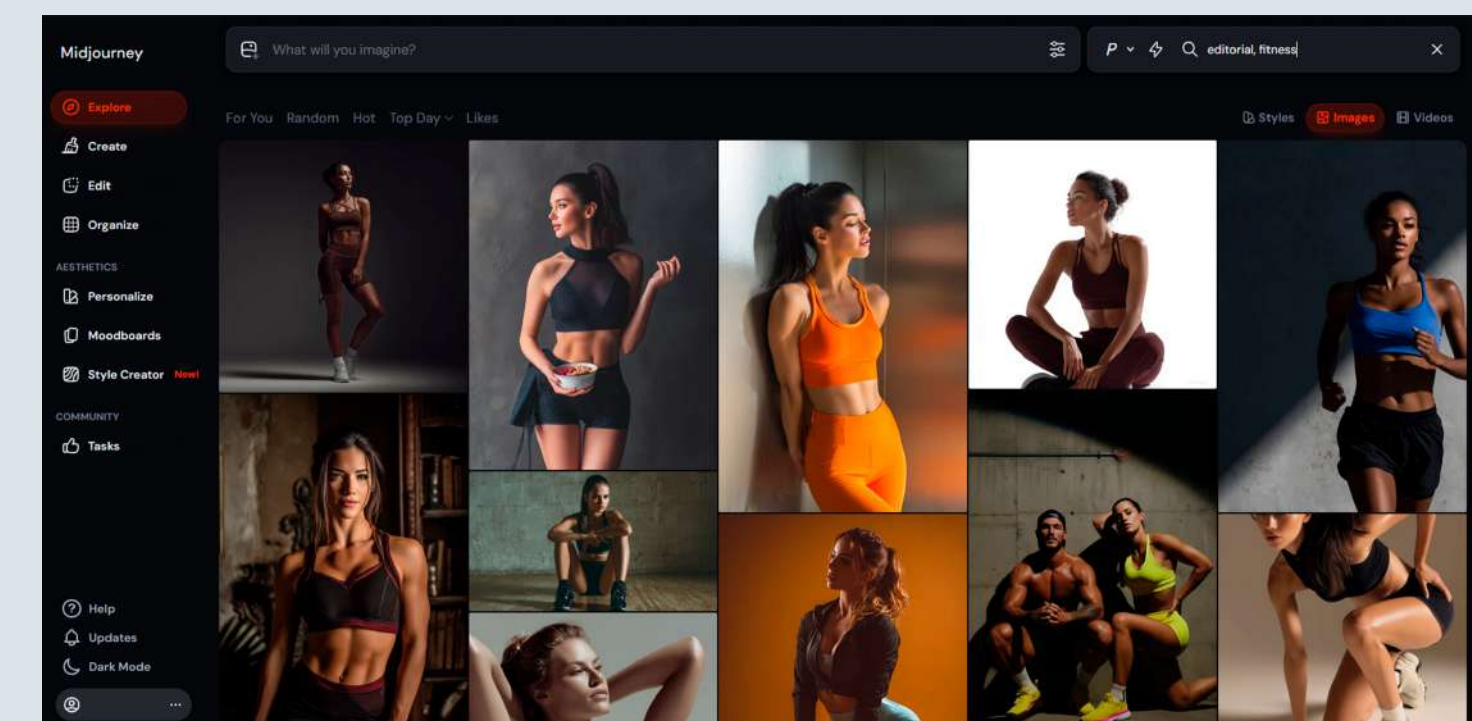 Midjourney
What will you imagine?
P
editorial, fitness
Explore
Create
Edit
Organize
AESTHETICS
Personalize
Moodboards
Style Creator New!
COMMUNITY
Tasks
Help
Updates
Dark Mode
For You Random Hot Top Day Likes
Styles Images Videos